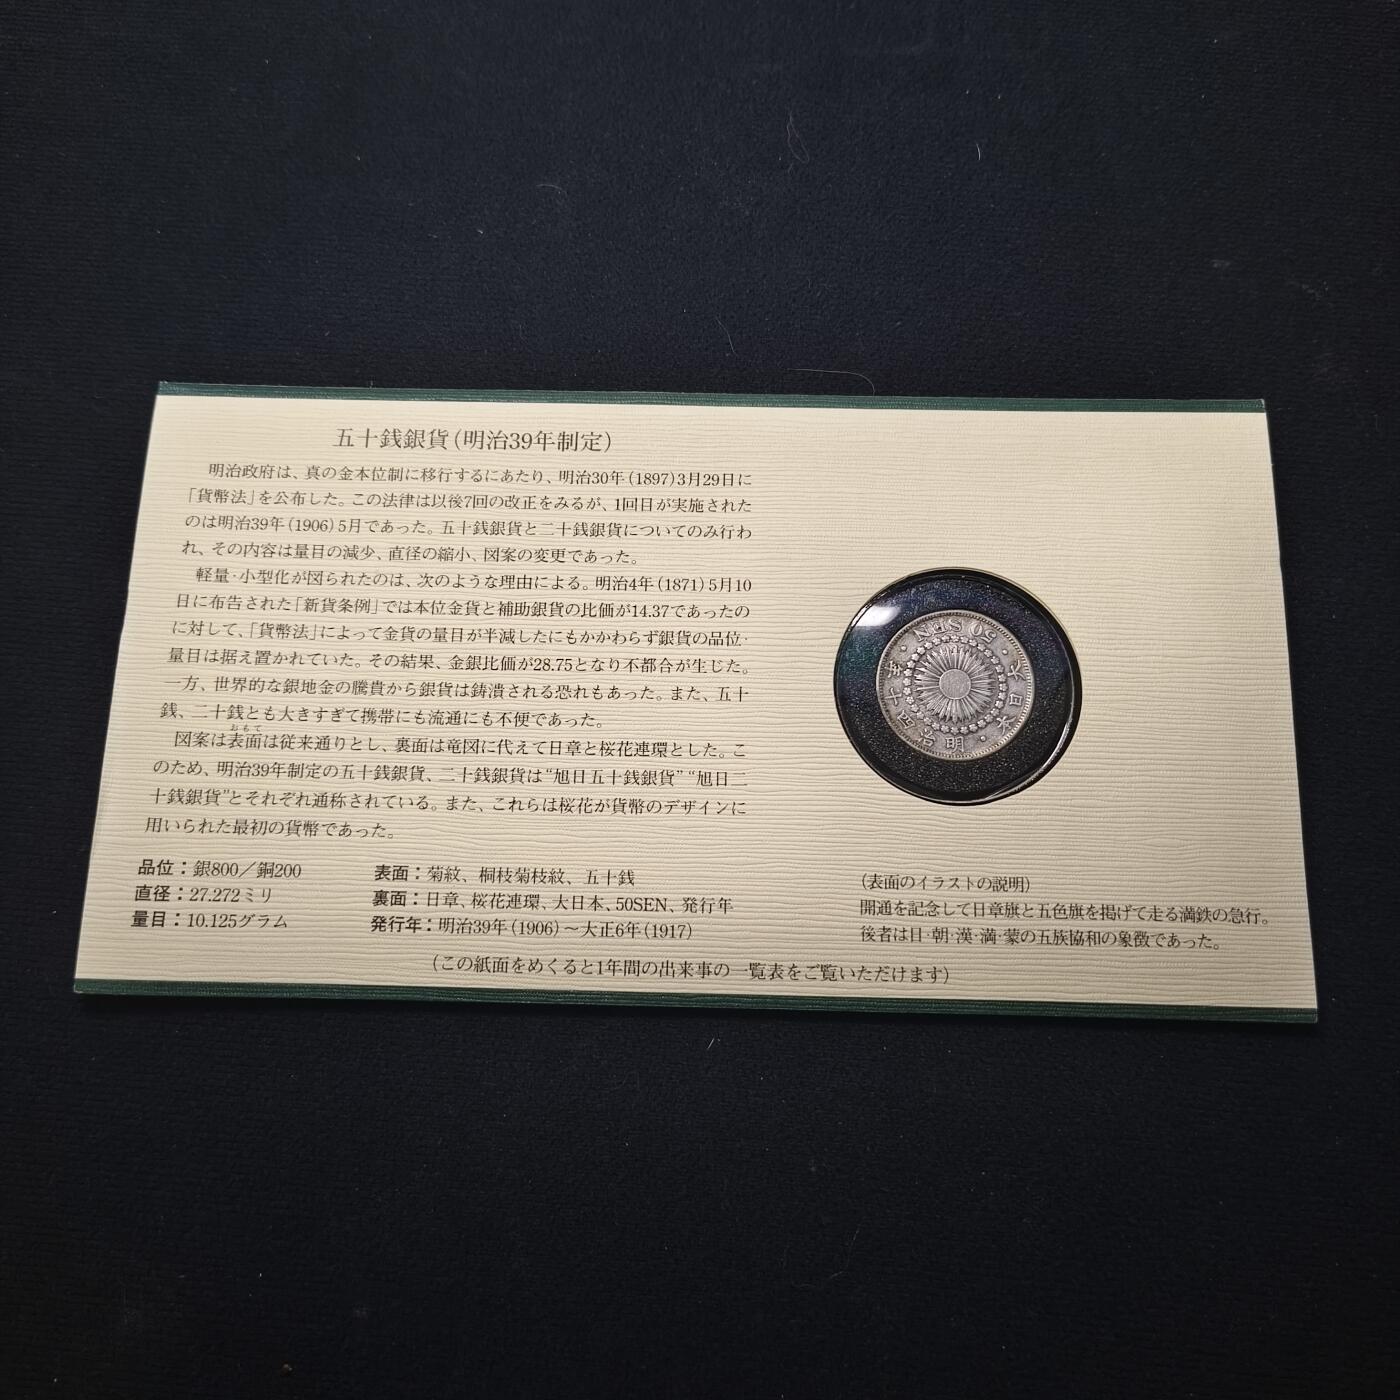 五十銭銀貨(明治39年制定)
明治政府は、真の金本位制に移行するにあたり、明治30年(1897)3月29日に
「貨幣法」を公布した。この法律は以後7回の改正をみるが、1回目が実施された
のは明治39年(1906)5月であった。五十銭銀貨と二十銭銀貨についてのみ行わ
れ、その内容は量目の減少、直径の縮小、図案の変更であった。
軽量・小型化が図られたのは、次のような理由による。明治4年(1871)5月10
日に布告された「新貨条例」では本位金貨と補助銀貨の比価が14.37であったの
に対して、「貨幣法」によって金貨の量目が半減したにもかかわらず銀貨の品位・
量目は据え置かれていた。その結果、金銀比価が28.75となり不都合が生じた。
一方、世界的な銀地金の騰貴から銀貨は鋳潰される恐れもあった。また、五十
銭、二十銭とも大きすぎて携帯にも流通にも不便であった。
おもて
図案は表面は従来通りとし、裏面は竜図に代えて日章と桜花連環とした。こ
のため、明治39年制定の五十銭銀貨、二十銭銀貨は“旭日五十銭銀貨”“旭日二
十銭銀貨”とそれぞれ通称されている。また、これらは桜花が貨幣のデザインに
用いられた最初の貨幣であった。
品位：銀800／銅200
直径：27.272ミリ
量目：10.125グラム
表面：菊紋、桐枝菊枝紋、五十銭
裏面：日章、桜花連環、大日本、50SEN、発行年
発行年：明治39年(1906)～大正6年(1917)
(表面のイラストの説明)
開通を記念して日章旗と五色旗を掲げて走る満鉄の急行。
後者は日・朝・漢・満・蒙の五族協和の象徴であった。
(この紙面をめくると1年間の出来事の一覧表をご覧いただけます)
大日本・明治四十年・50 SEN・